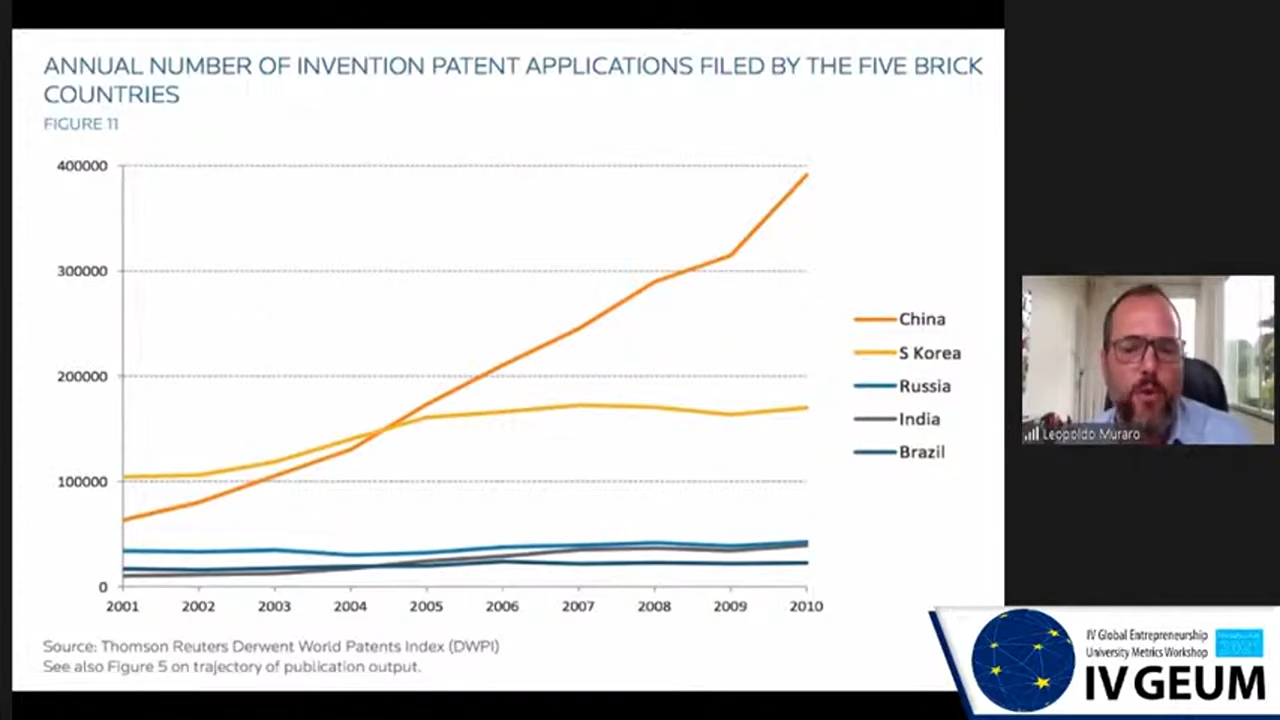 ANNUAL NUMBER OF INVENTION PATENT APPLICATIONS FILED BY THE FIVE BRICK
COUNTRIES
FIGURE 11
400000
300000
200000
100000
0
2001 2002 2003 2004 2005 2006 2007 2008 2009 2010
China
S Korea
Russia
India
Brazil
Source: Thomson Reuters Derwent World Patents Index (DWPI)
See also Figure 5 on trajectory of publication output.
Leopoldo Muraro
IV Global Entrepreneurship
University Metrics Workshop
2021
IV GEUM